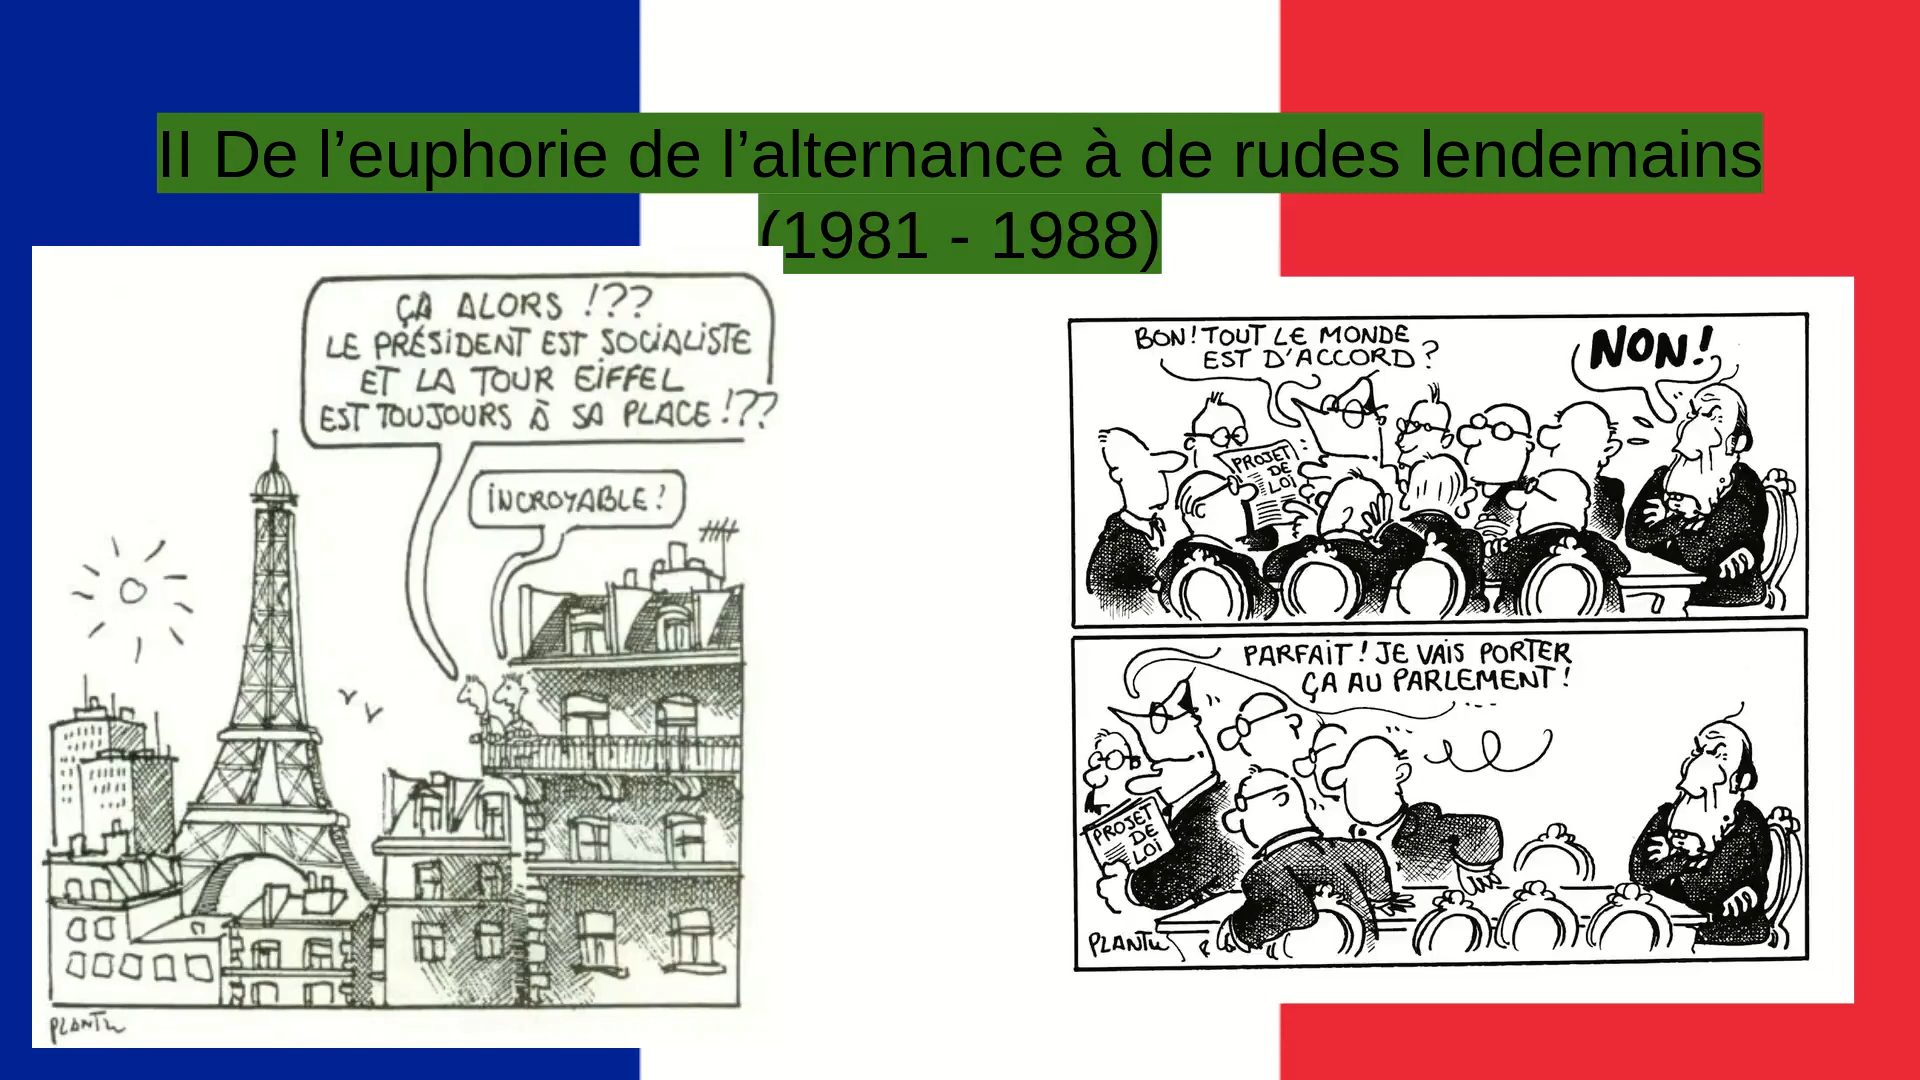 II De l’euphorie de l’alternance à de rudes lendemains
(1981 - 1988)
ÇA ALORS !??
LE PRÉSIDENT EST SOCIALISTE
ET LA TOUR EIFFEL
EST TOUJOURS À SA PLACE !??
INCROYABLE !
PLANTU
BON ! TOUT LE MONDE
EST D'ACCORD ?
NON !
PROJET
DE
LOI
PARFAIT ! JE VAIS PORTER
ÇA AU PARLEMENT !
PROJET
DE
LOI
PLANTU